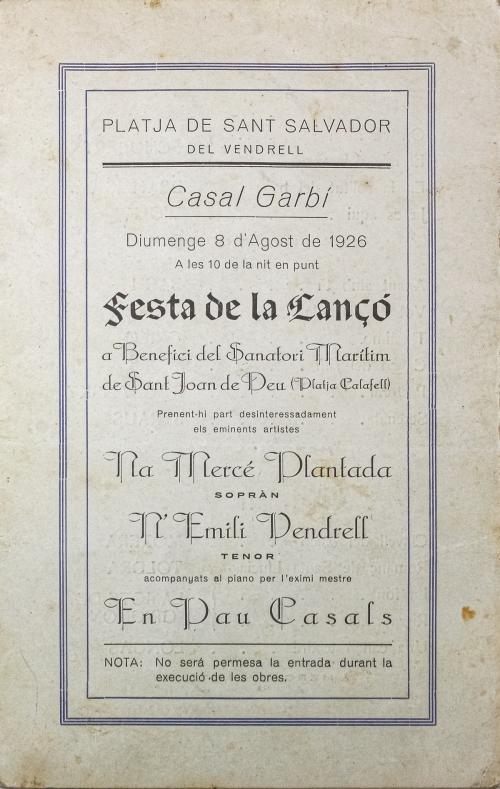 PLATJA DE SANT SALVADOR
DEL VENDRELL
Casal Garbí
Diumenge 8 d'Agost de 1926
A les 10 de la nit en punt
Festa de la Cançó
a Benefici del Sanatori Marítim
de Sant Joan de Deu (Platja Calafell)
Prenent-hi part desinteressadament
els eminents artistes
Na Mercé Plantada
SOPRÀN
N'Emili Vendrell
TENOR
acompanyats al piano per l'eximi mestre
En Pau Casals
NOTA: No será permesa la entrada durant la
execució de les obres.